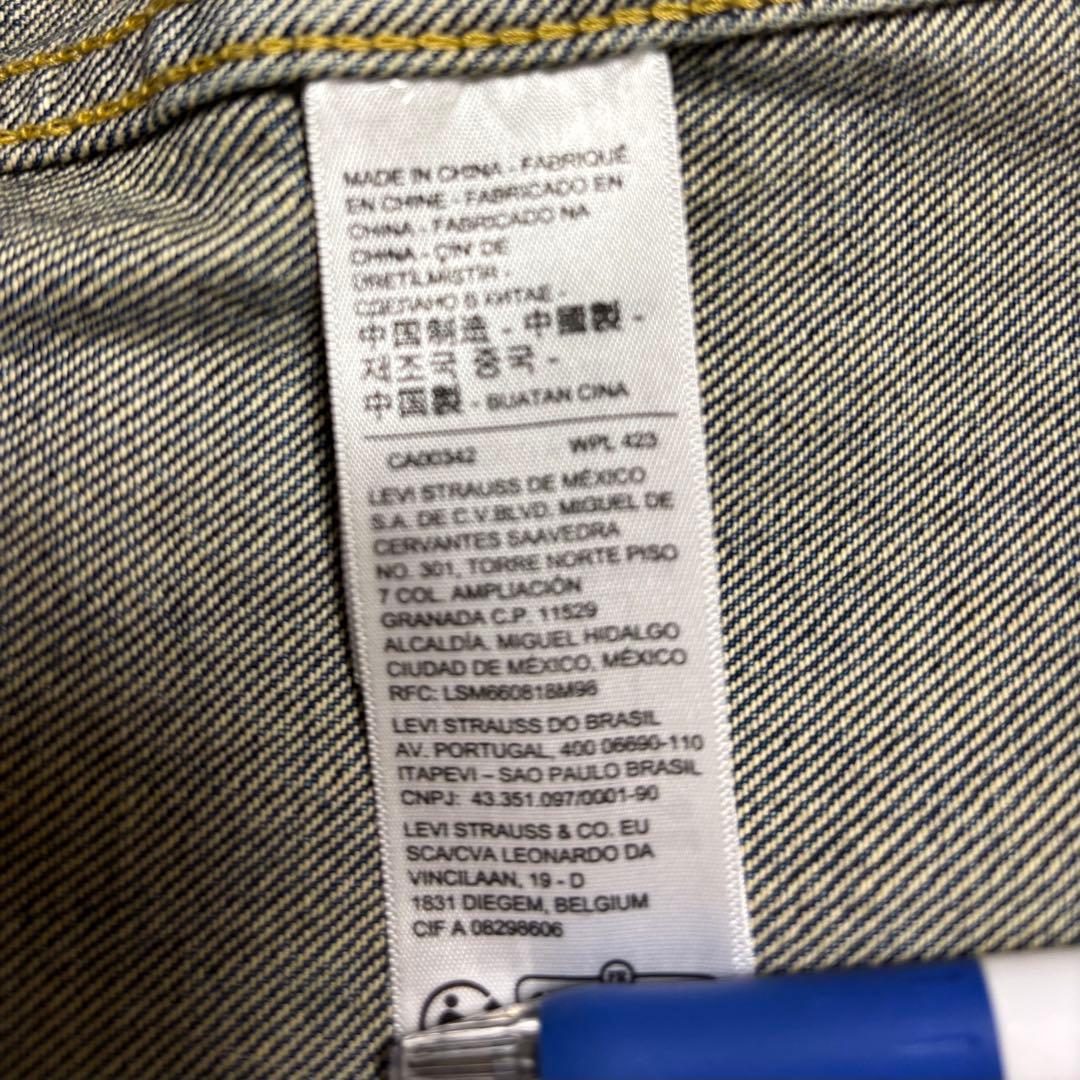 MADE IN CHINA - FABRIQUÉ
EN CHINE - FABRICADO EN
CHINA - FABRICADO NA
CHINA - ÇIN' DE
ÜRETİLMİSTİR -
СДЕЛАНО В КИТАЕ -
中国制造 - 中國製 -
제조국 중국 -
中国製 - BUATAN CINA
CA00342 WPL 423
LEVI STRAUSS DE MÉXICO
S.A. DE C.V.BLVD. MIGUEL DE
CERVANTES SAAVEDRA
NO. 301, TORRE NORTE PISO
7 COL. AMPLIACIÓN
GRANADA C.P. 11529
ALCALDÍA. MIGUEL HIDALGO
CIUDAD DE MÉXICO, MÉXICO
RFC: LSM660818M98
LEVI STRAUSS DO BRASIL
AV. PORTUGAL, 400 06690-110
ITAPEVI – SAO PAULO BRASIL
CNPJ: 43.351.097/0001-90
LEVI STRAUSS & CO. EU
SCA/CVA LEONARDO DA
VINCILAAN, 19 - D
1831 DIEGEM, BELGIUM
CIF A 08298606
FR